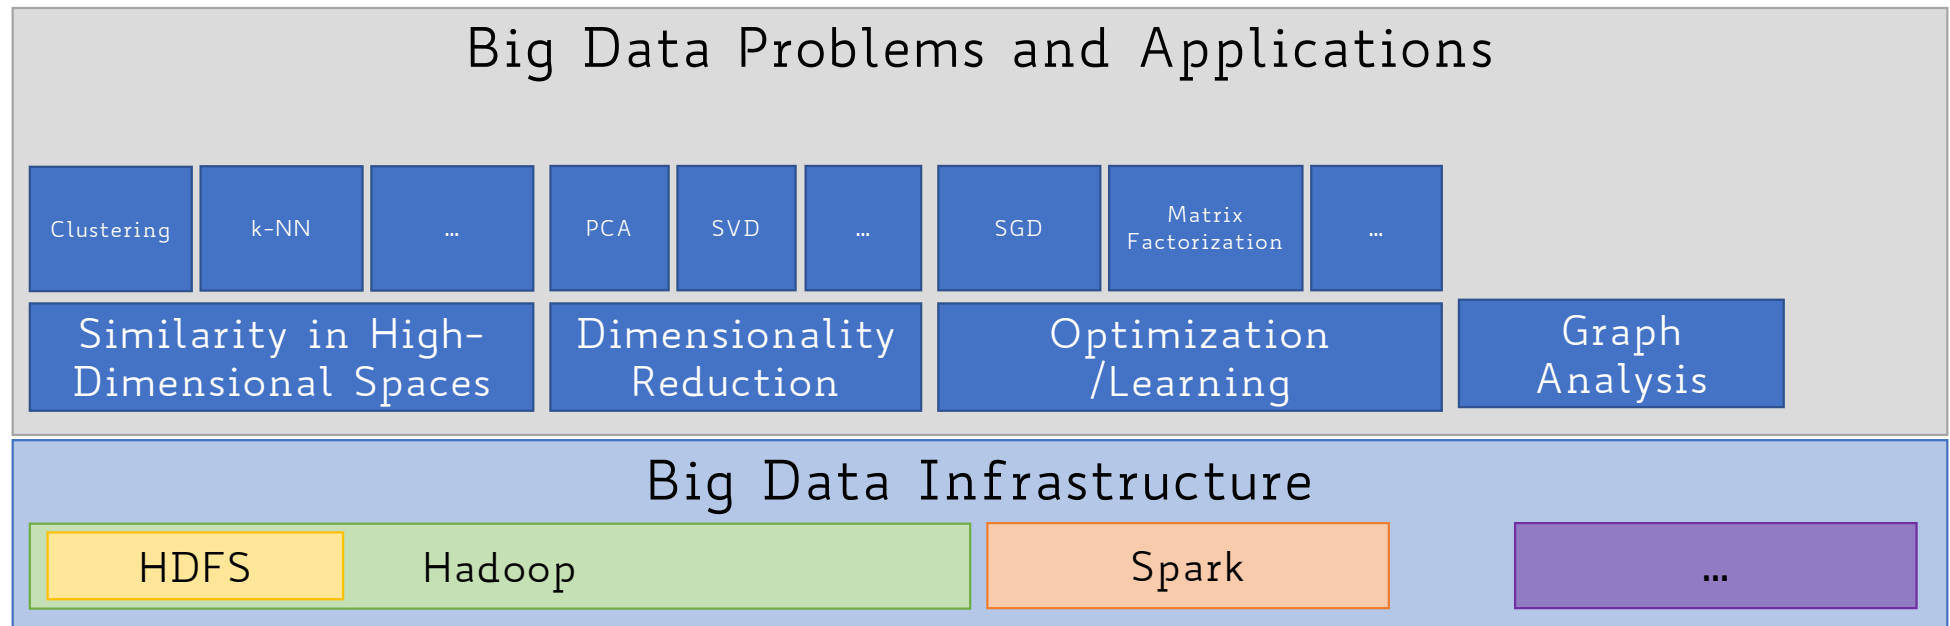 Big Data Problems and Applications
Clustering
k-NN
...
PCA
SVD
...
SGD
Matrix
Factorization
...
Similarity in High-
Dimensional Spaces
Dimensionality
Reduction
Optimization
/Learning
Graph
Analysis
Big Data Infrastructure
HDFS
Hadoop
Spark
...